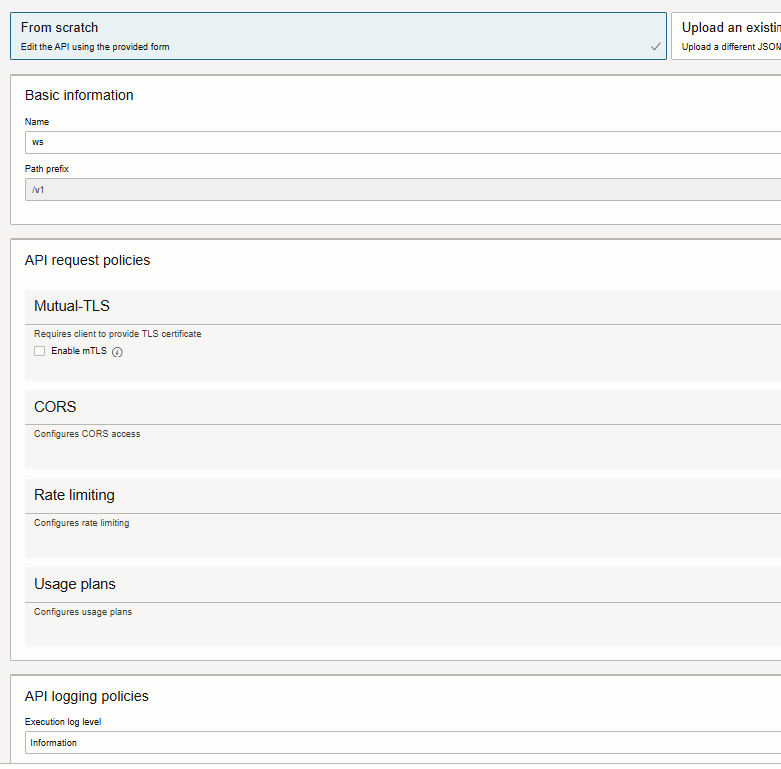 From scratch
Edit the API using the provided form
Upload an
Upload a different JSON
Basic information
Name
ws
Path prefix
/v1
API request policies
Mutual-TLS
Requires client to provide TLS certificate
Enable mTLS
CORS
Configures CORS access
Rate limiting
Configures rate limiting
Usage plans
Configures usage plans
API logging policies
Execution log level
Information